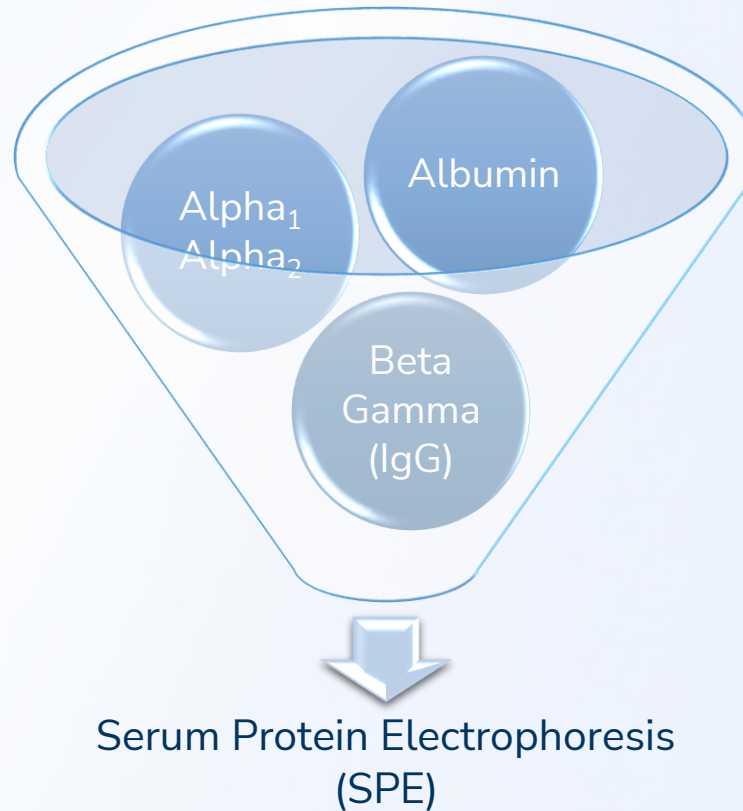 Albumin
Alpha₁
Alpha₂
Beta
Gamma
(IgG)
Serum Protein Electrophoresis
(SPE)